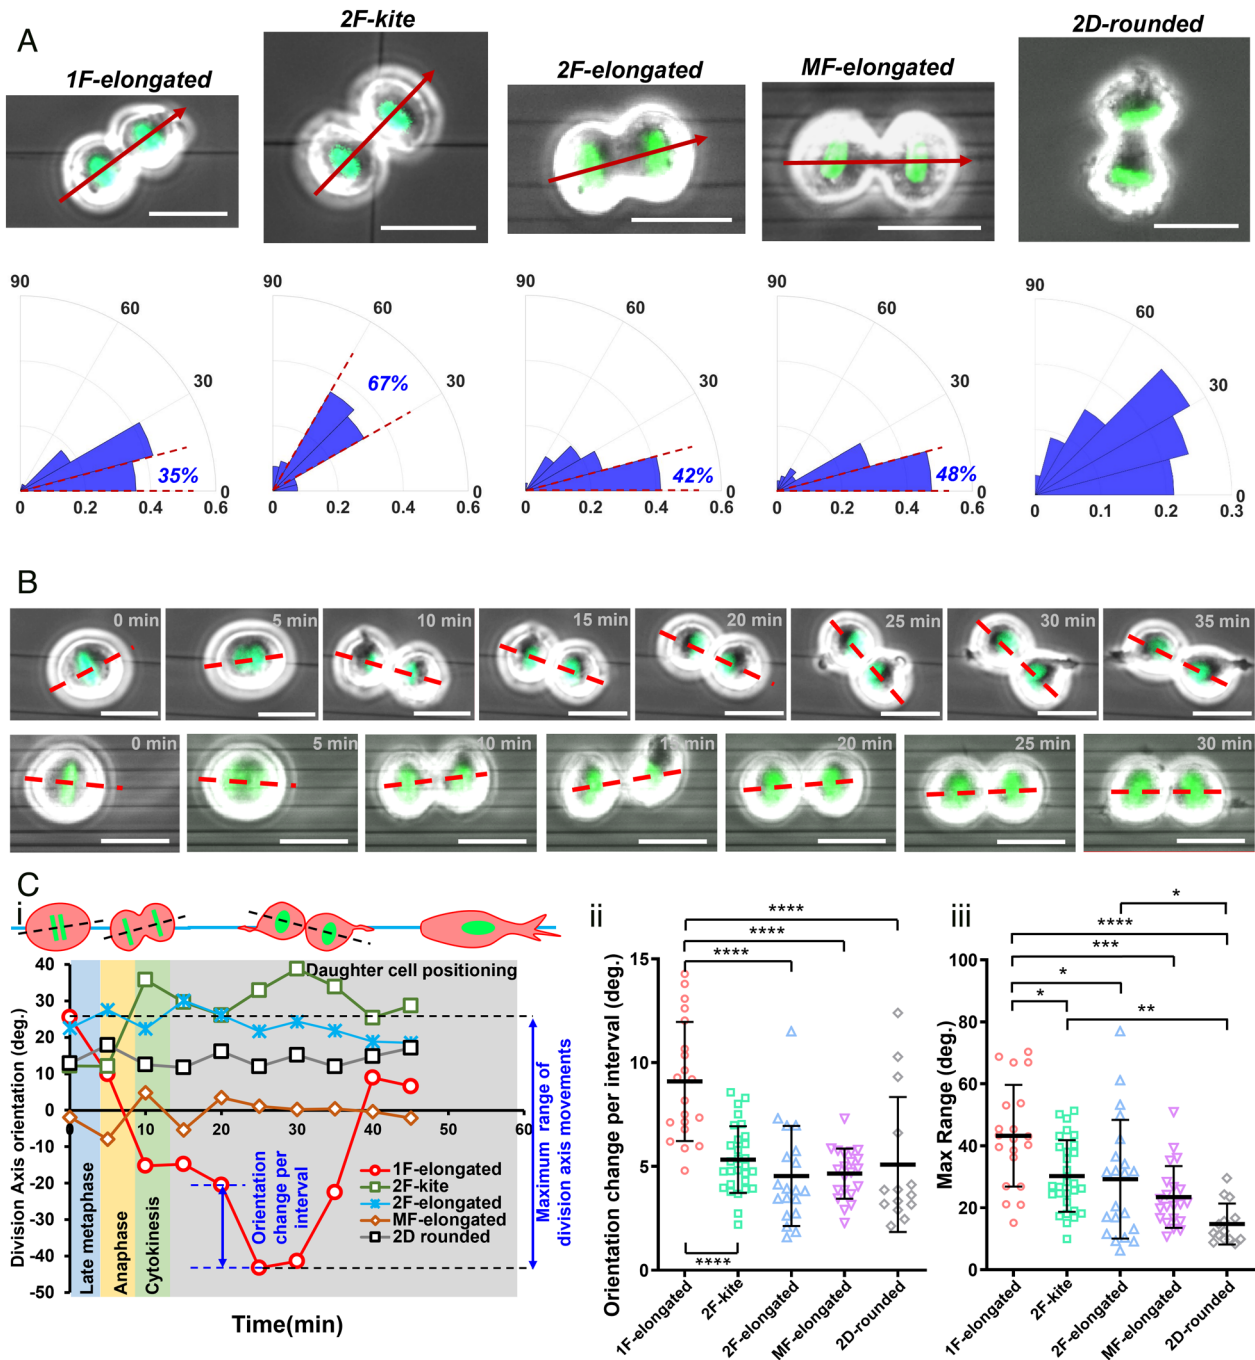 A
1F-elongated
2F-kite
2F-elongated
MF-elongated
2D-rounded
90
60
30
0
35%
0 0.2 0.4 0.6
90
60
30
0
67%
0 0.2 0.4 0.6
90
60
30
0
42%
0 0.2 0.4 0.6
90
60
30
0
48%
0 0.2 0.4 0.6
90
60
30
0
0 0.1 0.2 0.3
B
0 min 5 min 10 min 15 min 20 min 25 min 30 min 35 min
0 min 5 min 10 min 15 min 20 min 25 min 30 min
C
i
Division Axis orientation (deg.)
40
30
20
10
0
-10
-20
-30
-40
-50
0 10 20 30 40 50 60
Time(min)
Late metaphase
Anaphase
Cytokinesis
Daughter cell positioning
Orientation
change per
interval
Maximum range of
division axis movements
1F-elongated
2F-kite
2F-elongated
MF-elongated
2D rounded
ii
Orientation change per interval (deg.)
15
10
5
0
****
****
****
****
1F-elongated
2F-kite
2F-elongated
MF-elongated
2D-rounded
iii
Max Range (deg.)
100
80
60
40
20
0
*
****
***
*
*
**
1F-elongated
2F-kite
2F-elongated
MF-elongated
2D-rounded